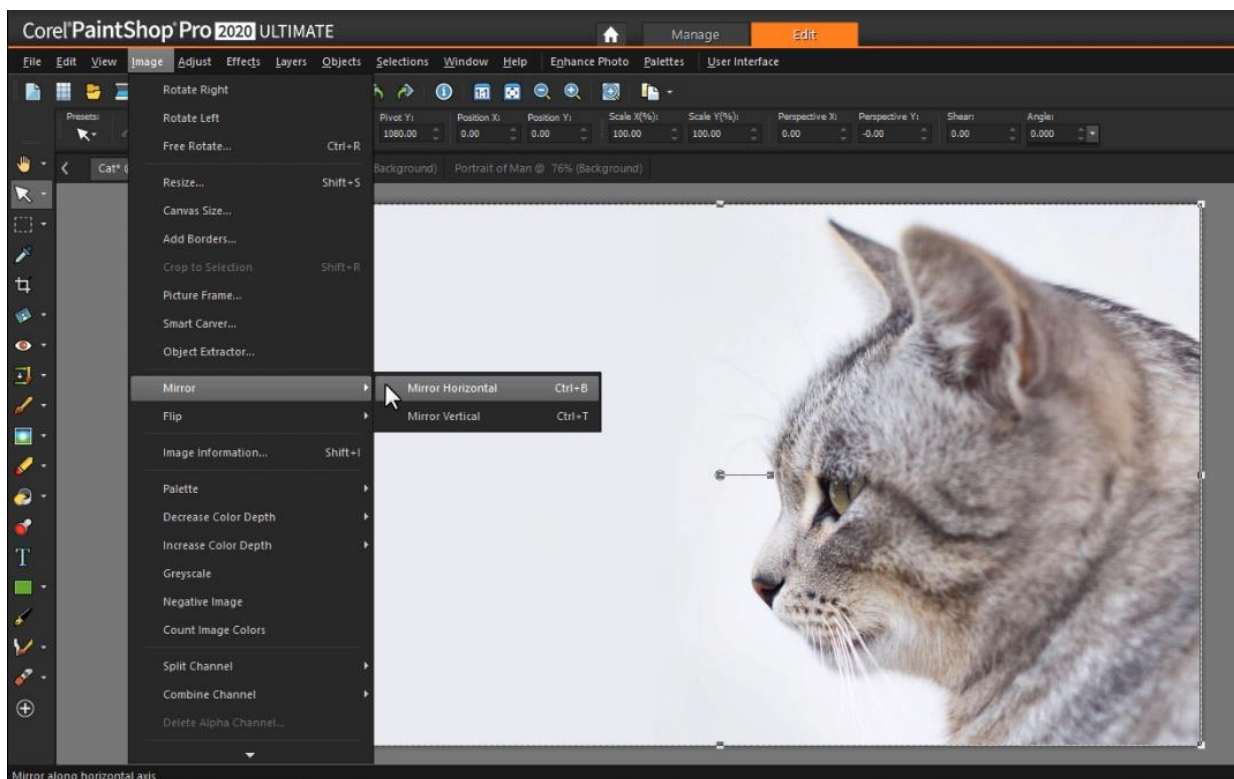 Corel® PaintShop® Pro 2020 ULTIMATE
Manage
Edit
File Edit View Image Adjust Effects Layers Objects Selections Window Help Enhance Photo Palettes User Interface
Presets:
Pivot Y: Position X: Position Y: Scale X(%): Scale Y(%): Perspective X: Perspective Y: Shear: Angle:
1080.00 0.00 0.00 100.00 100.00 0.00 -0.00 0.00 0.000
Cat*
Background) Portrait of Man @ 76% (Background)
Rotate Right
Rotate Left
Free Rotate... Ctrl+R
Resize... Shift+S
Canvas Size...
Add Borders...
Crop to Selection Shift+R
Picture Frame...
Smart Carver...
Object Extractor...
Mirror
Mirror Horizontal Ctrl+B
Flip
Mirror Vertical Ctrl+T
Image Information... Shift+I
Palette
Decrease Color Depth
Increase Color Depth
Greyscale
Negative Image
Count Image Colors
Split Channel
Combine Channel
Delete Alpha Channel...
Mirror along horizontal axis